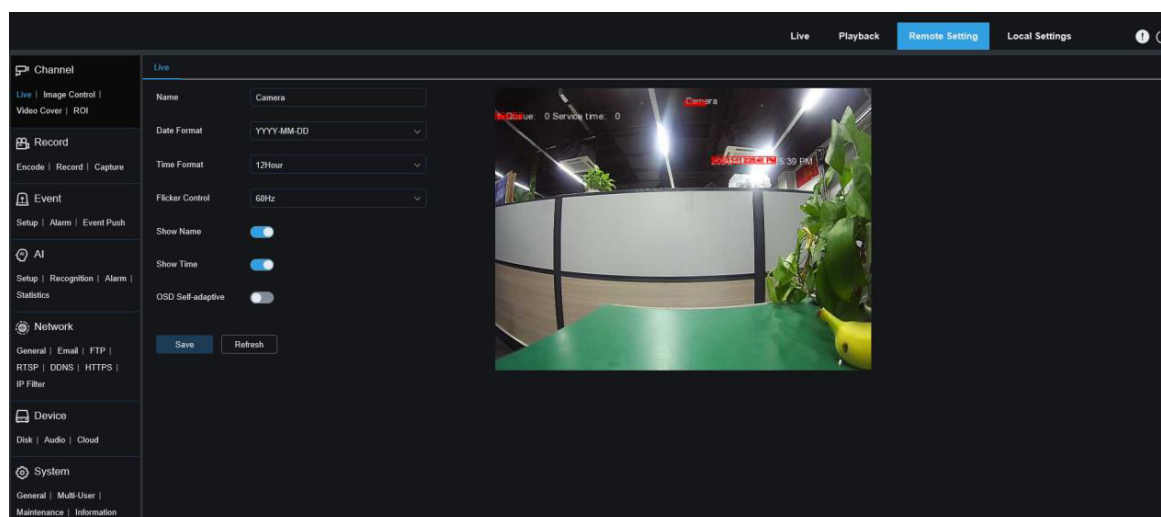 Live Playback Remote Setting Local Settings
Channel
Live | Image Control |
Video Cover | ROI
Record
Encode | Record | Capture
Event
Setup | Alarm | Event Push
AI
Setup | Recognition | Alarm |
Statistics
Network
General | Email | FTP |
RTSP | DDNS | HTTPS |
IP Filter
Device
Disk | Audio | Cloud
System
General | Multi-User |
Maintenance | Information
Live
Name Camera
Date Format YYYY-MM-DD
Time Format 12Hour
Flicker Control 60Hz
Show Name
Show Time
OSD Self-adaptive
Save Refresh
Camera
0 Service time: 0
5:39 PM